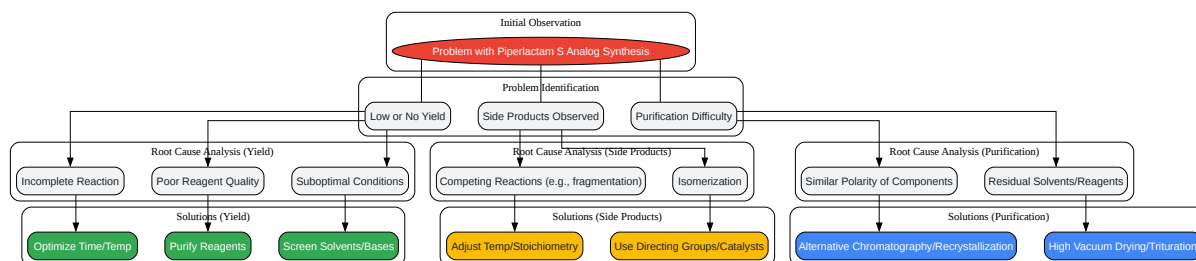 Initial Observation
Problem with Piperlactam S Analog Synthesis
Problem Identification
Low or No Yield
Side Products Observed
Purification Difficulty
Root Cause Analysis (Yield)
Root Cause Analysis (Side Products)
Root Cause Analysis (Purification)
Incomplete Reaction
Poor Reagent Quality
Suboptimal Conditions
Competing Reactions (e.g., fragmentation)
Isomerization
Similar Polarity of Components
Residual Solvents/Reagents
Solutions (Yield)
Solutions (Side Products)
Solutions (Purification)
Optimize Time/Temp
Purify Reagents
Screen Solvents/Bases
Adjust Temp/Stoichiometry
Use Directing Groups/Catalysts
Alternative Chromatography/Recrystallization
High Vacuum Drying/Trituration